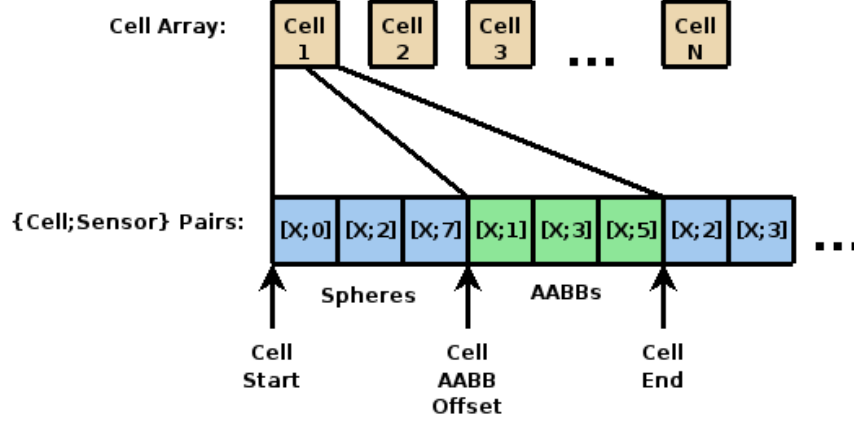 Cell Array:
Cell
1
Cell
2
Cell
3
...
Cell
N
{Cell;Sensor} Pairs:
[X;0] [X;2] [X;7] [X;1] [X;3] [X;5] [X;2] [X;3] ...
Spheres
AABBs
Cell
Start
Cell
AABB
Offset
Cell
End